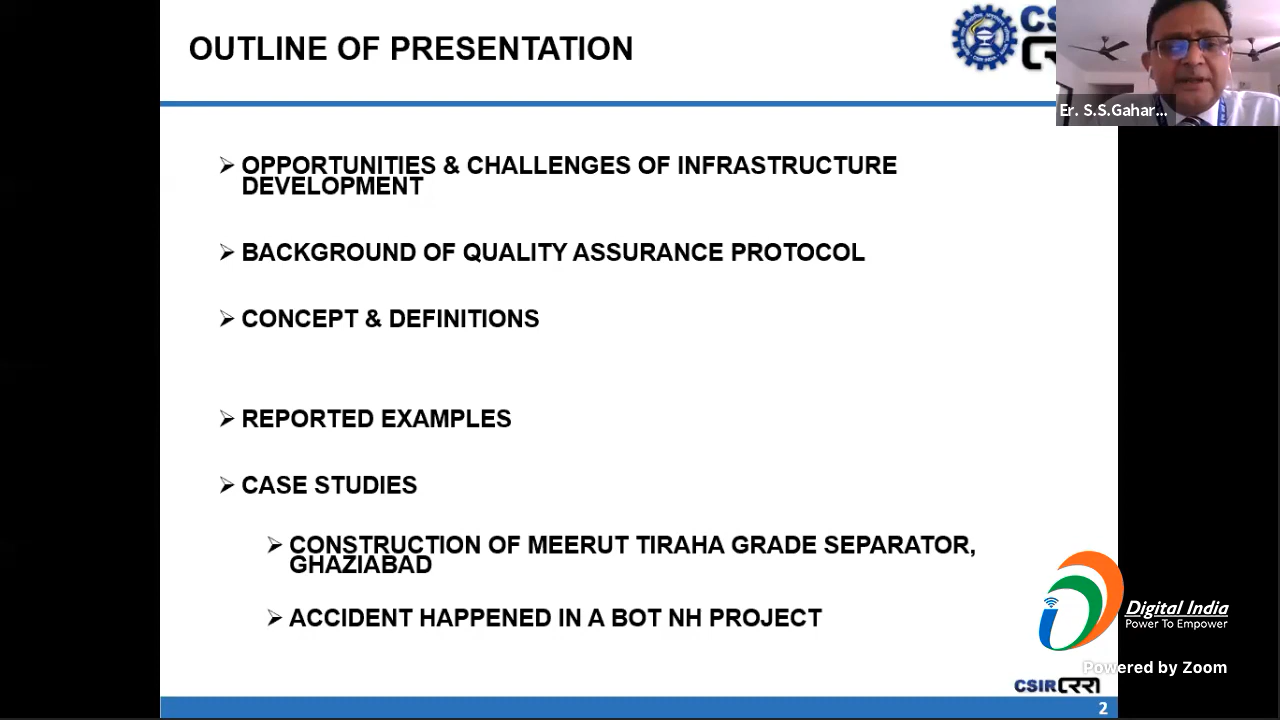 OUTLINE OF PRESENTATION
CS
Er. S.S.Gahar...
➢ OPPORTUNITIES & CHALLENGES OF INFRASTRUCTURE
DEVELOPMENT
➢ BACKGROUND OF QUALITY ASSURANCE PROTOCOL
➢ CONCEPT & DEFINITIONS
➢ REPORTED EXAMPLES
➢ CASE STUDIES
➢ CONSTRUCTION OF MEERUT TIRAHA GRADE SEPARATOR,
GHAZIABAD
➢ ACCIDENT HAPPENED IN A BOT NH PROJECT
Digital India
Power To Empower
Powered by Zoom
CSIR CRRI
2